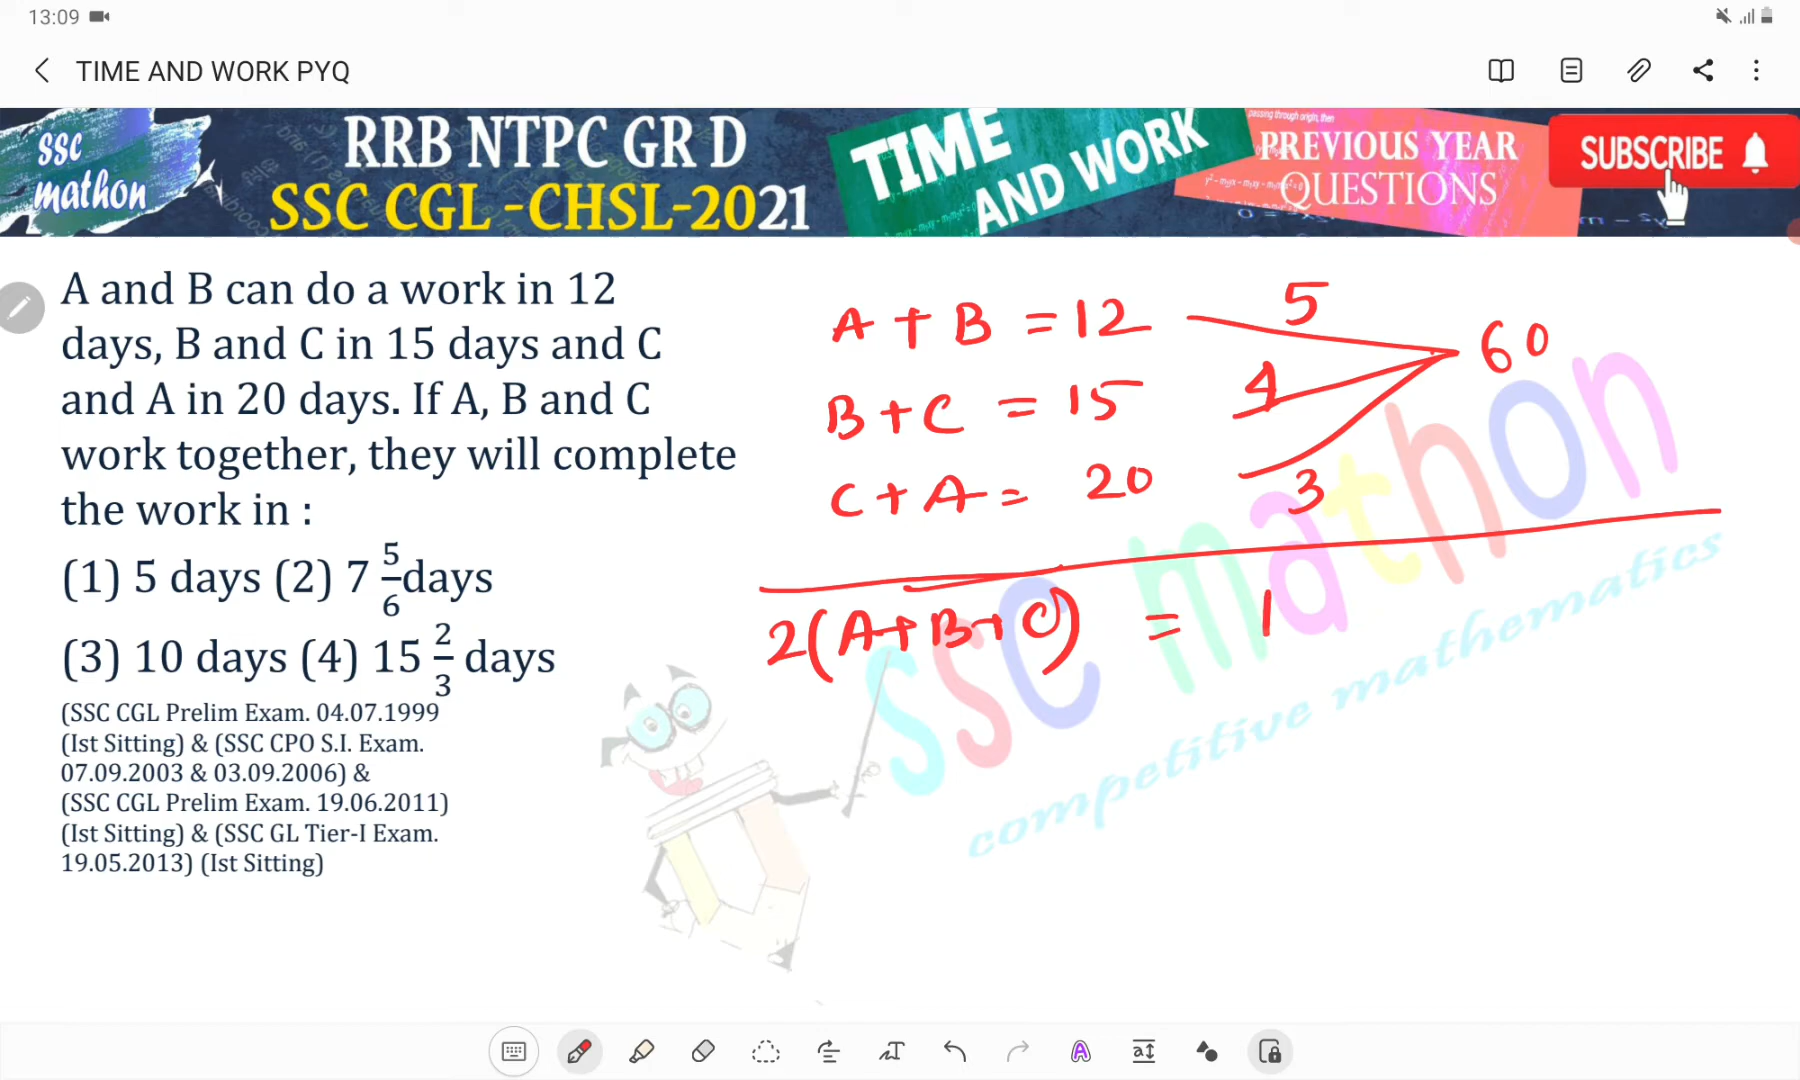 13:09
TIME AND WORK PYQ
SSC
mathon
RRB NTPC GR D
SSC CGL -CHSL-2021
TIME
AND WORK
passing through origin, then
PREVIOUS YEAR
QUESTIONS
SUBSCRIBE
A and B can do a work in 12
days, B and C in 15 days and C
and A in 20 days. If A, B and C
work together, they will complete
the work in :
(1) 5 days (2) 7 5/6 days
(3) 10 days (4) 15 2/3 days
(SSC CGL Prelim Exam. 04.07.1999
(Ist Sitting) & (SSC CPO S.I. Exam.
07.09.2003 & 03.09.2006) &
(SSC CGL Prelim Exam. 19.06.2011)
(Ist Sitting) & (SSC GL Tier-I Exam.
19.05.2013) (Ist Sitting)
A + B = 12 5 60
B + C = 15 4
C + A = 20 3
2(A+B+C) = 1
ssc mathon
competitive mathematics